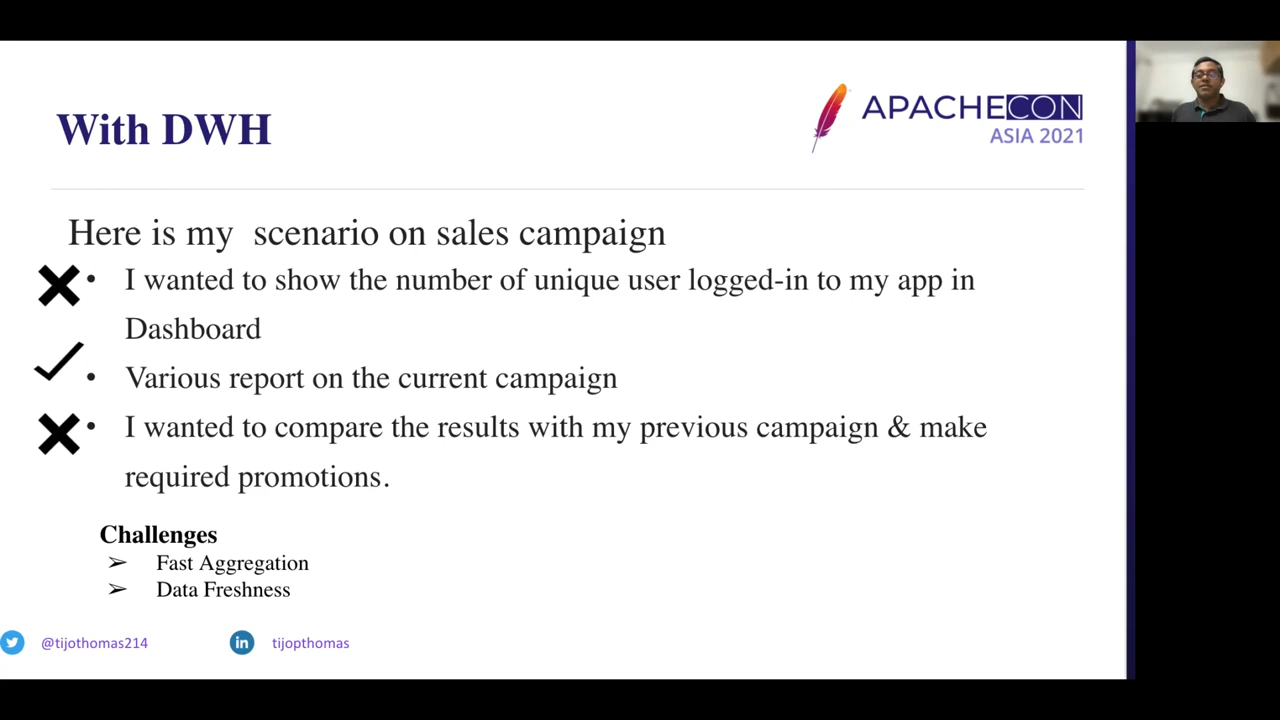 With DWH
APACHECON
ASIA 2021
Here is my scenario on sales campaign
• I wanted to show the number of unique user logged-in to my app in
Dashboard
• Various report on the current campaign
• I wanted to compare the results with my previous campaign & make
required promotions.
Challenges
➢ Fast Aggregation
➢ Data Freshness
@tijothomas214
in tijopthomas